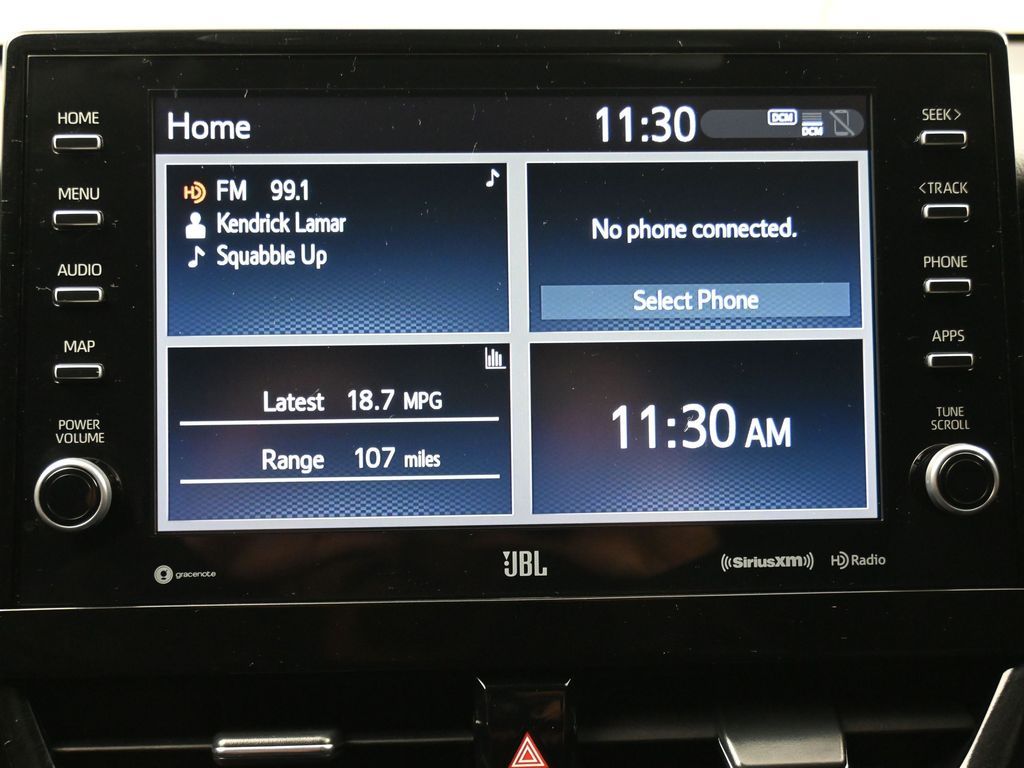 HOME
MENU
AUDIO
MAP
POWER
VOLUME
Home
11:30
DCM
DCM
HD FM 99.1
Kendrick Lamar
Squabble Up
No phone connected.
Select Phone
Latest 18.7 MPG
Range 107 miles
11:30 AM
SEEK >
< TRACK
PHONE
APPS
TUNE
SCROLL
gracenote
JBL
((SiriusXM))
HD Radio